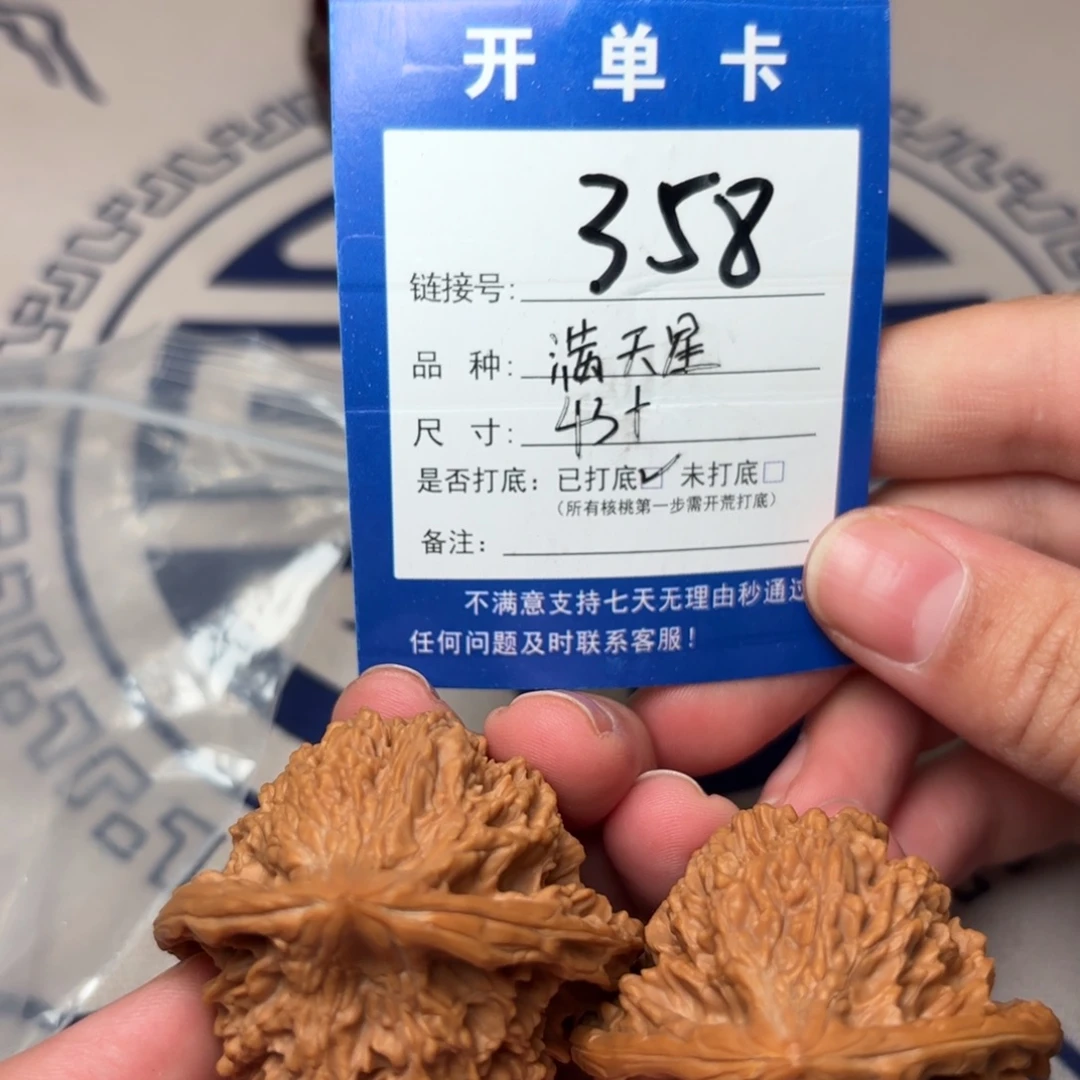 开单卡
链接号: 358
品 种: 满天星
尺 寸: 43+
是否打底: 已打底☑ 未打底□
(所有核桃第一步需开荒打底)
备注:
不满意支持七天无理由秒通过
任何问题及时联系客服!